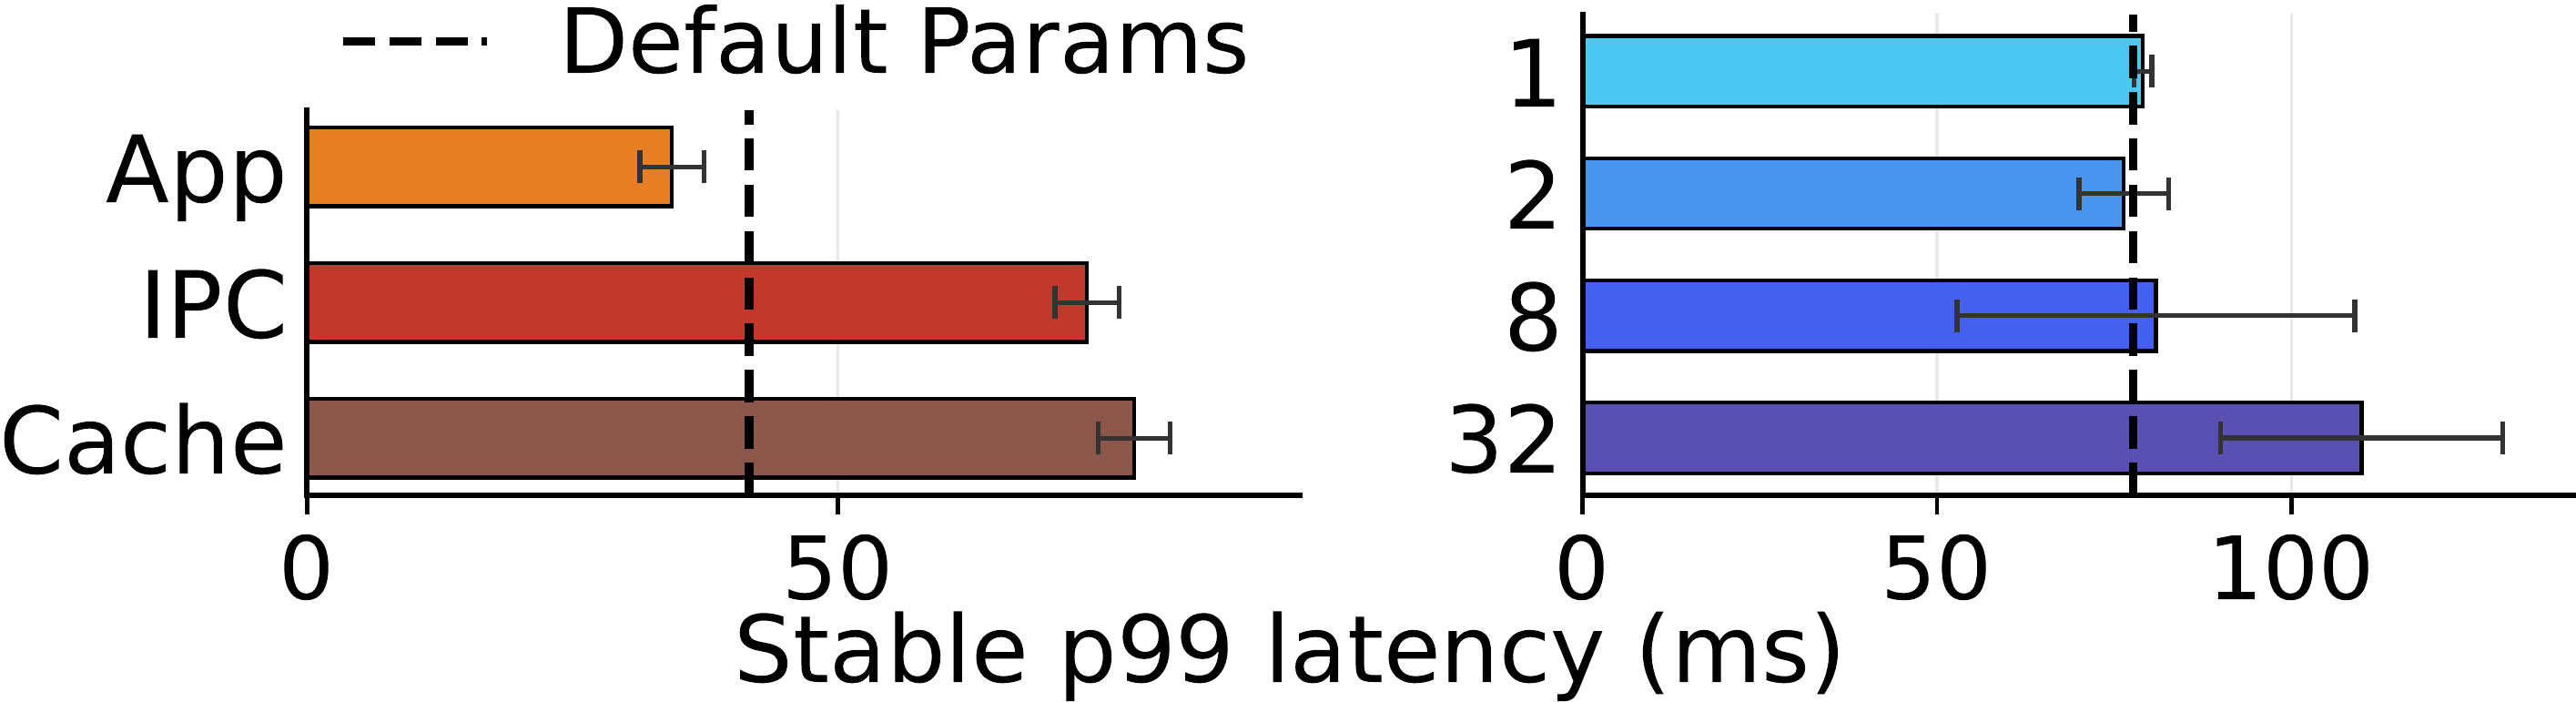 Default Params
App
IPC
Cache
0 50
1
2
8
32
0 50 100
Stable p99 latency (ms)